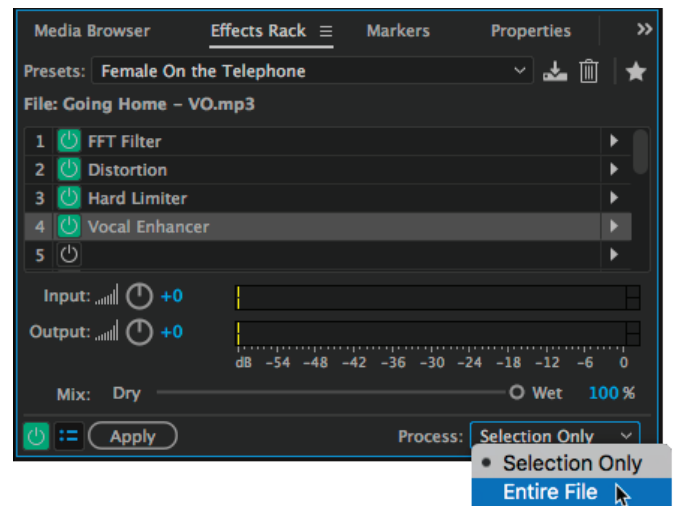 Media Browser Effects Rack Markers Properties
Presets: Female On the Telephone
File: Going Home – VO.mp3
1 FFT Filter
2 Distortion
3 Hard Limiter
4 Vocal Enhancer
5
Input: +0
Output: +0
dB -54 -48 -42 -36 -30 -24 -18 -12 -6 0
Mix: Dry Wet 100 %
Apply Process: Selection Only
Selection Only
Entire File